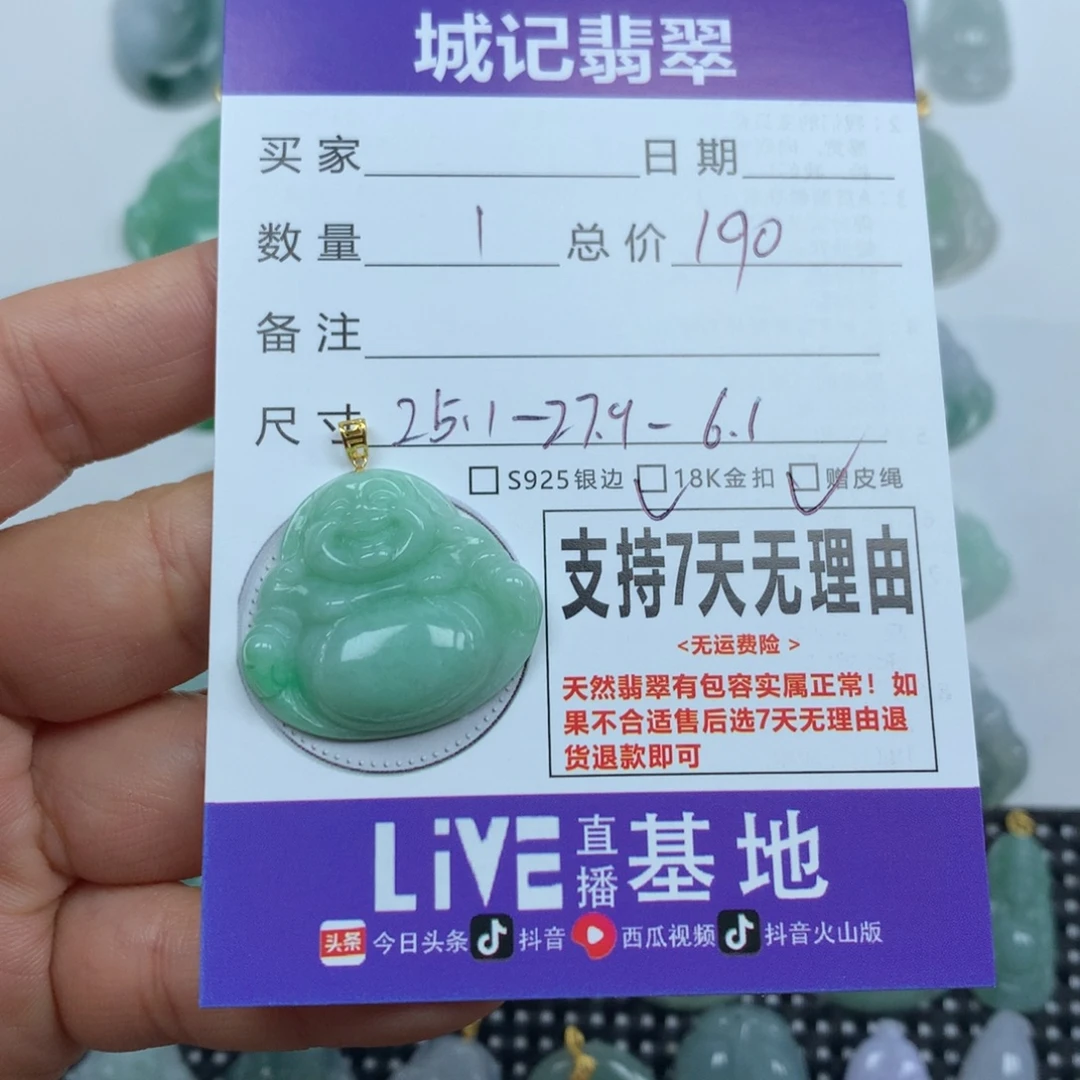 城记翡翠
买家 日期
数量 1 总价 190
备注
尺寸 25.1-27.9-6.1
S925银边 18K金扣 赠皮绳
支持7天无理由
<无运费险>
天然翡翠有包容实属正常！如
果不合适售后选7天无理由退
货退款即可
LiVE直播基地
头条 今日头条 抖音 西瓜视频 抖音火山版